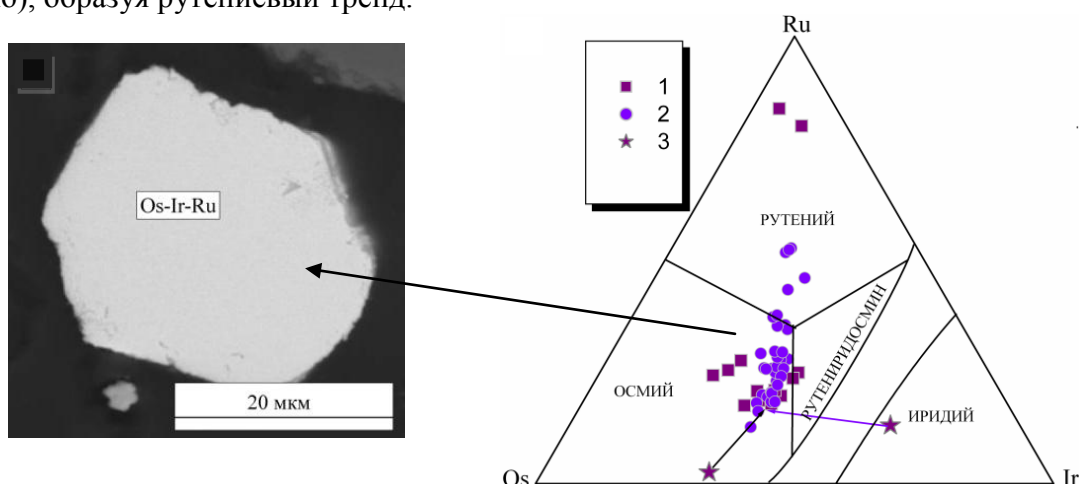 образуя рутениевый тренд.
Os-Ir-Ru
20 мкм
Ru
1
2
3
РУТЕНИЙ
ОСМИЙ
РУТЕНИРИДОСМИН
ИРИДИЙ
Os
Ir